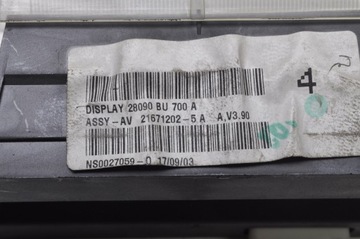 DISPLAY 28090 BU 700 A
ASSY-AV 21671202-5 A A,V3.90
4
NS0027059-0 17/09/03